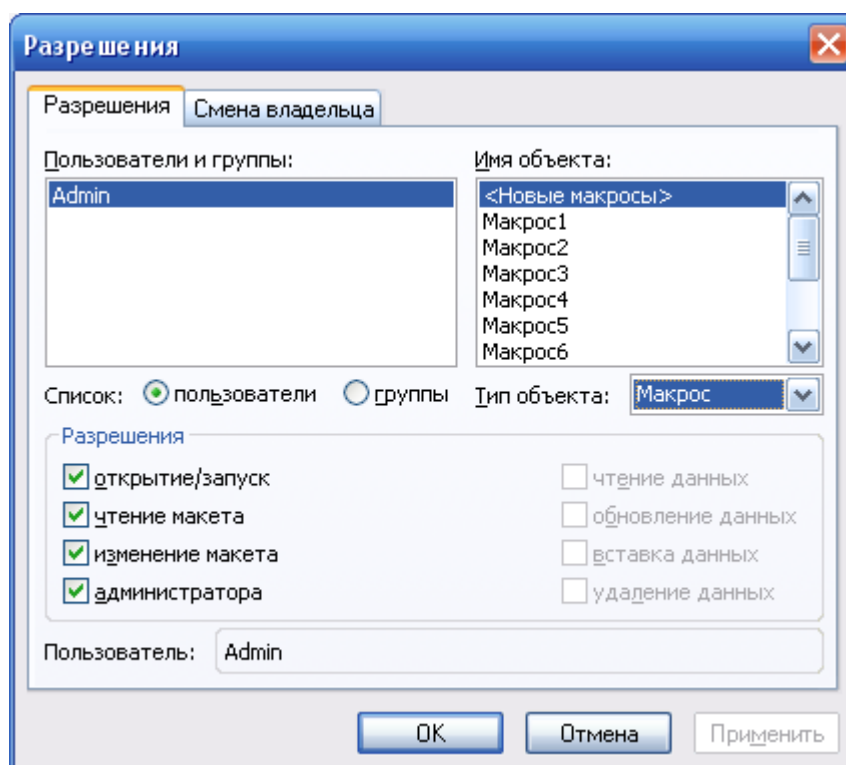 Разрешения
Разрешения Смена владельца
Пользователи и группы: Имя объекта:
Admin <Новые макросы>
Макрос1
Макрос2
Макрос3
Макрос4
Макрос5
Макрос6
Список: пользователи группы Тип объекта: Макрос
Разрешения
открытие/запуск чтение данных
чтение макета обновление данных
изменение макета вставка данных
администратора удаление данных
Пользователь: Admin
OK Отмена Применить